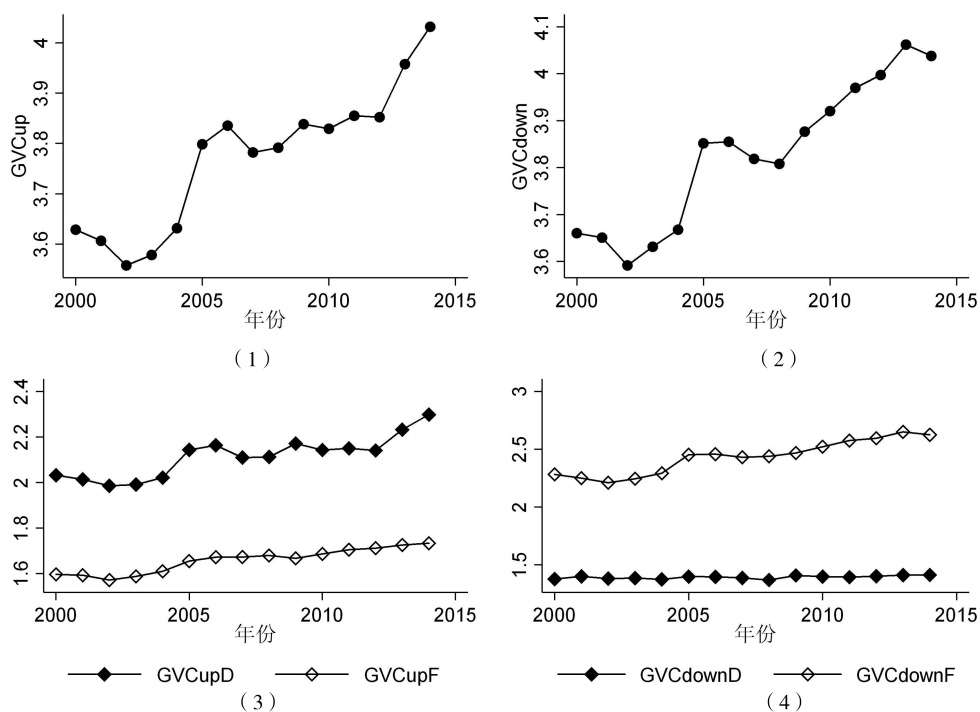 GVCup
4
3.9
3.8
3.7
3.6
2000 2005 2010 2015
年份
（1）
GVCdown
4.1
4
3.9
3.8
3.7
3.6
2000 2005 2010 2015
年份
（2）
2.4
2.2
2
1.8
1.6
2000 2005 2010 2015
年份
GVCupD GVCupF
（3）
3
2.5
2
1.5
2000 2005 2010 2015
年份
GVCdownD GVCdownF
（4）